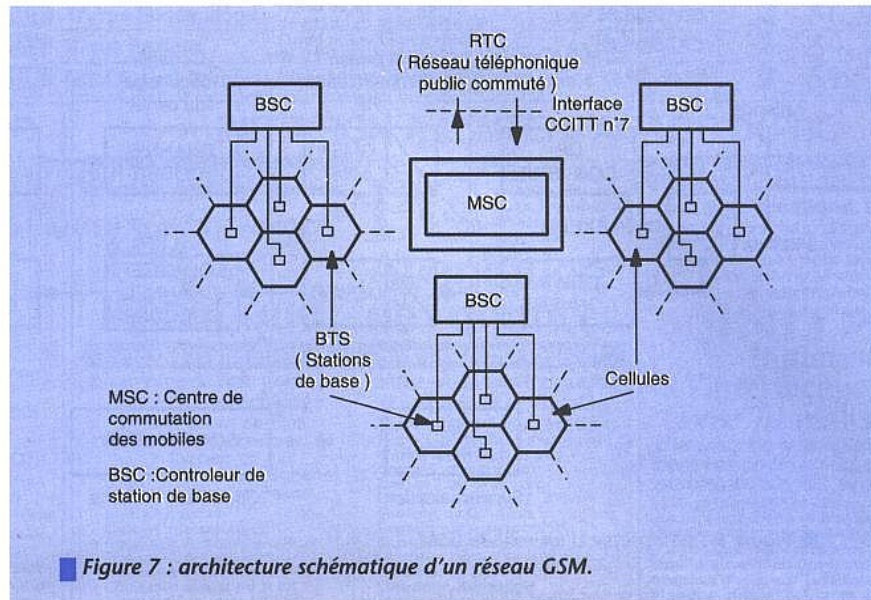 RTC
( Réseau téléphonique
public commuté )
BSC
Interface
CCITT n°7
BSC
MSC
BSC
BTS
( Stations
de base )
Cellules
MSC : Centre de
commutation
des mobiles
BSC :Controleur de
station de base
Figure 7 : architecture schématique d'un réseau GSM.